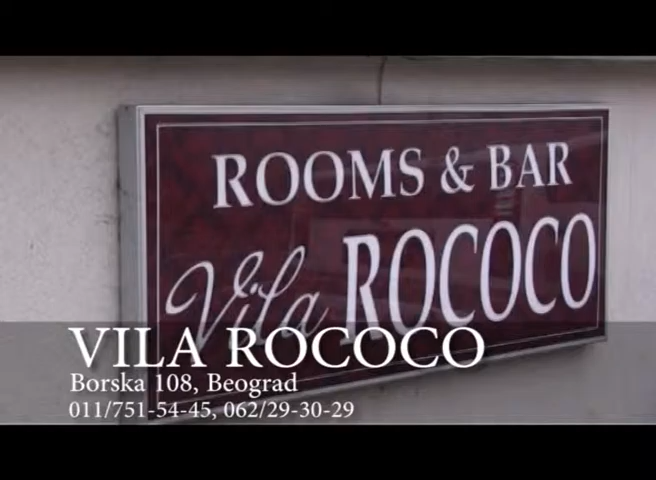 ROOMS & BAR
Vila ROCOCO
VILA ROCOCO
Borska 108, Beograd
011/751-54-45, 062/29-30-29